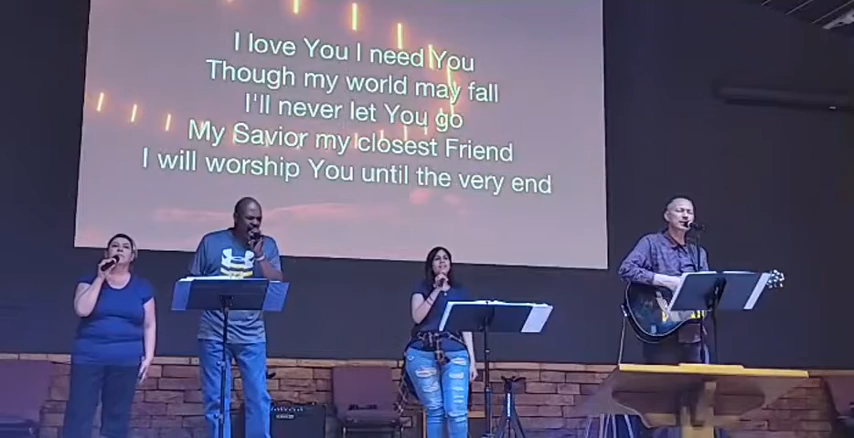 I love You I need You
Though my world may fall
I'll never let You go
My Savior my closest Friend
I will worship You until the very end